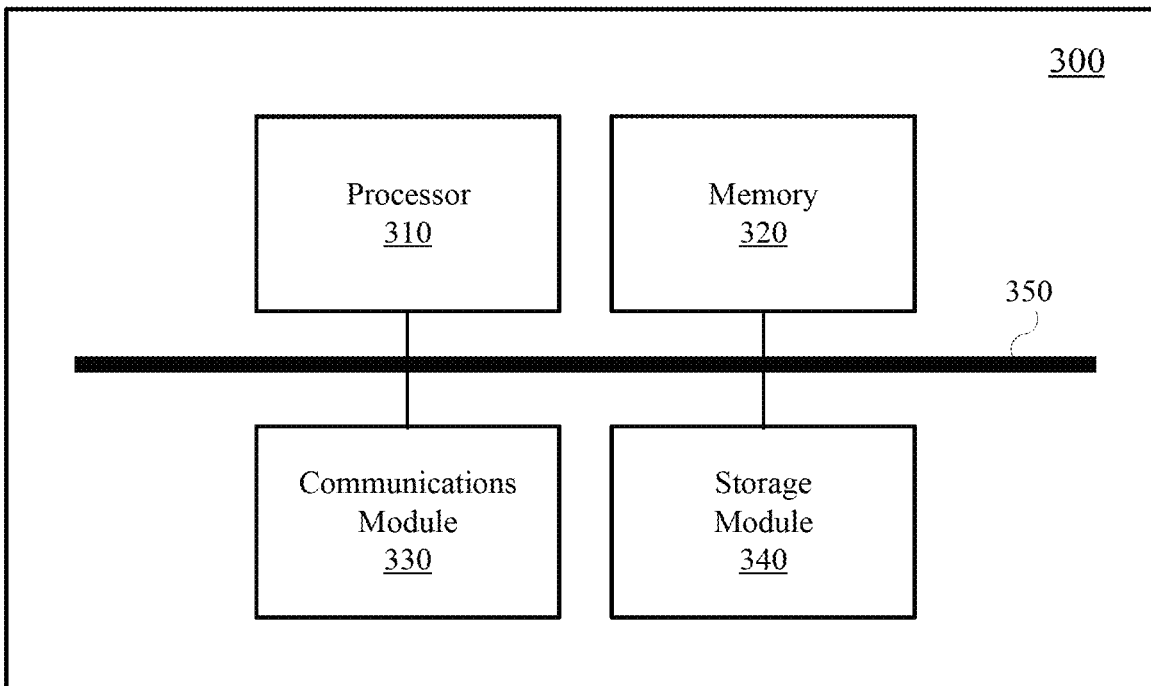 300
Processor
310
Memory
320
350
Communications
Module
330
Storage
Module
340